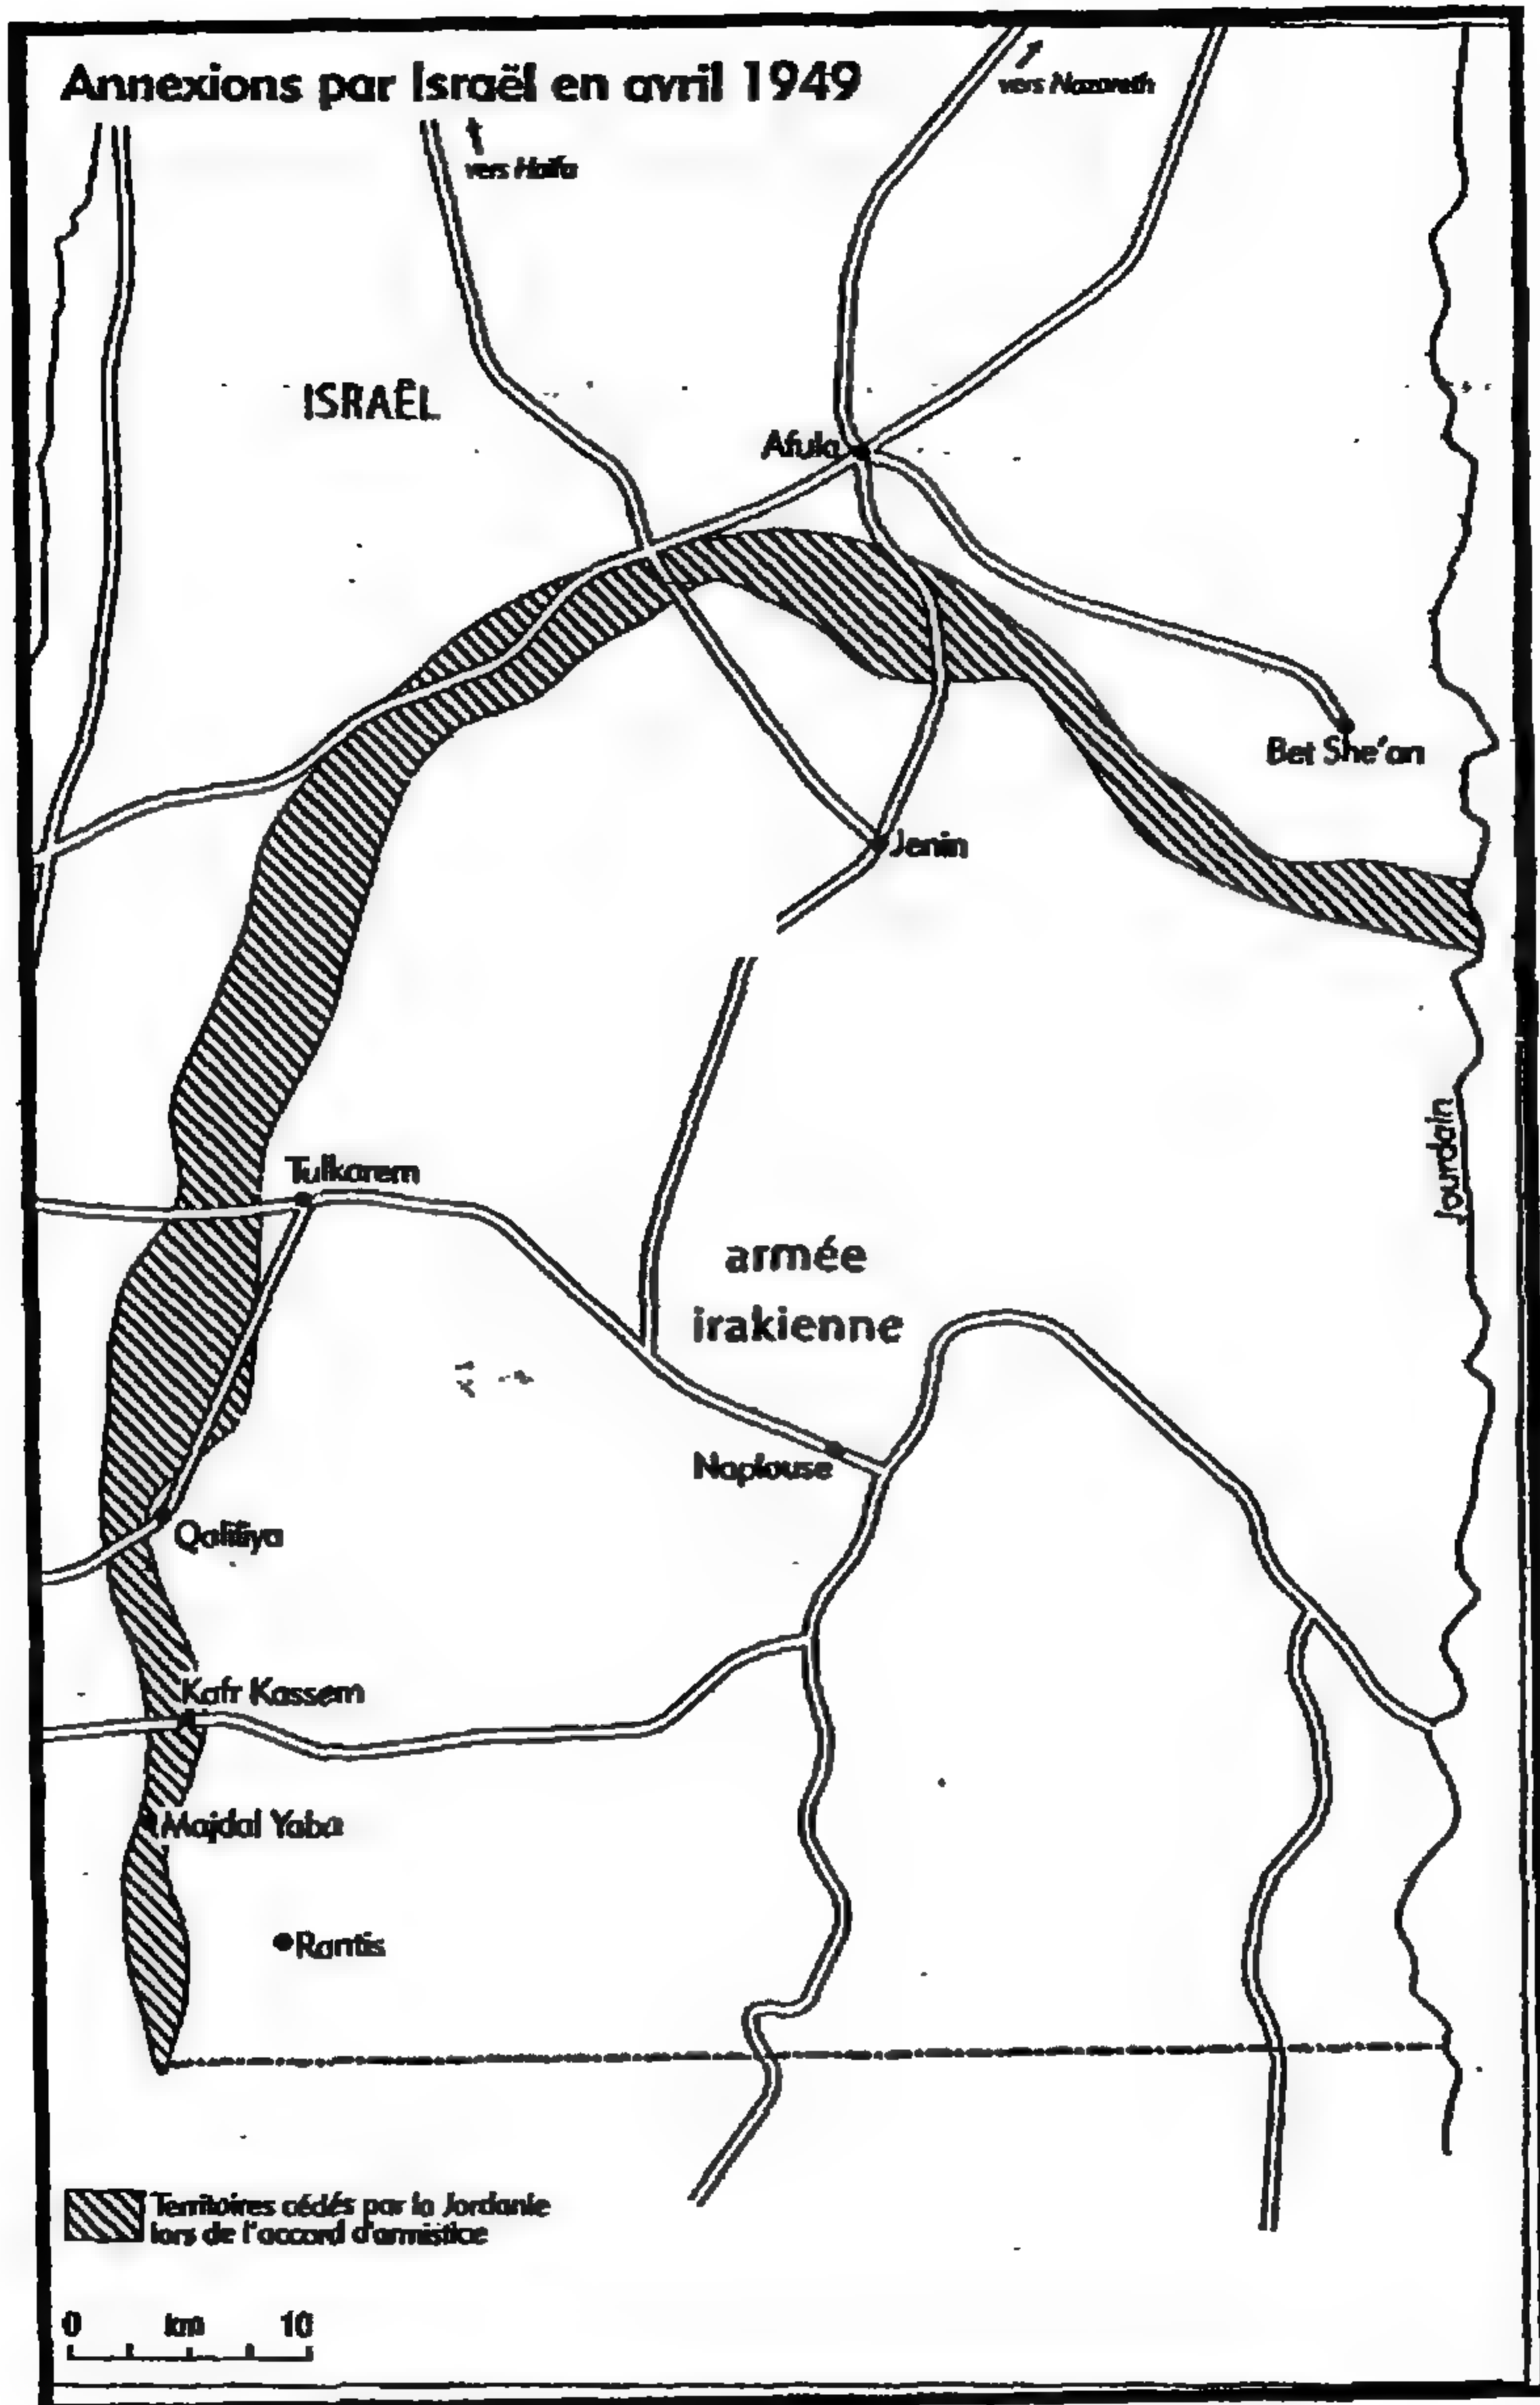 Annexions par Israël en avril 1949
vers Nazareth
vers Haïfa
ISRAËL
Afula
Bet She'an
Jenin
Jourdain
Tulkarem
armée
irakienne
Naplouse
Kafr Kassem
Majdal Yaba
Rantis
Territoires cédés par la Jordanie
lors de l'accord d'armistice
0 km 10